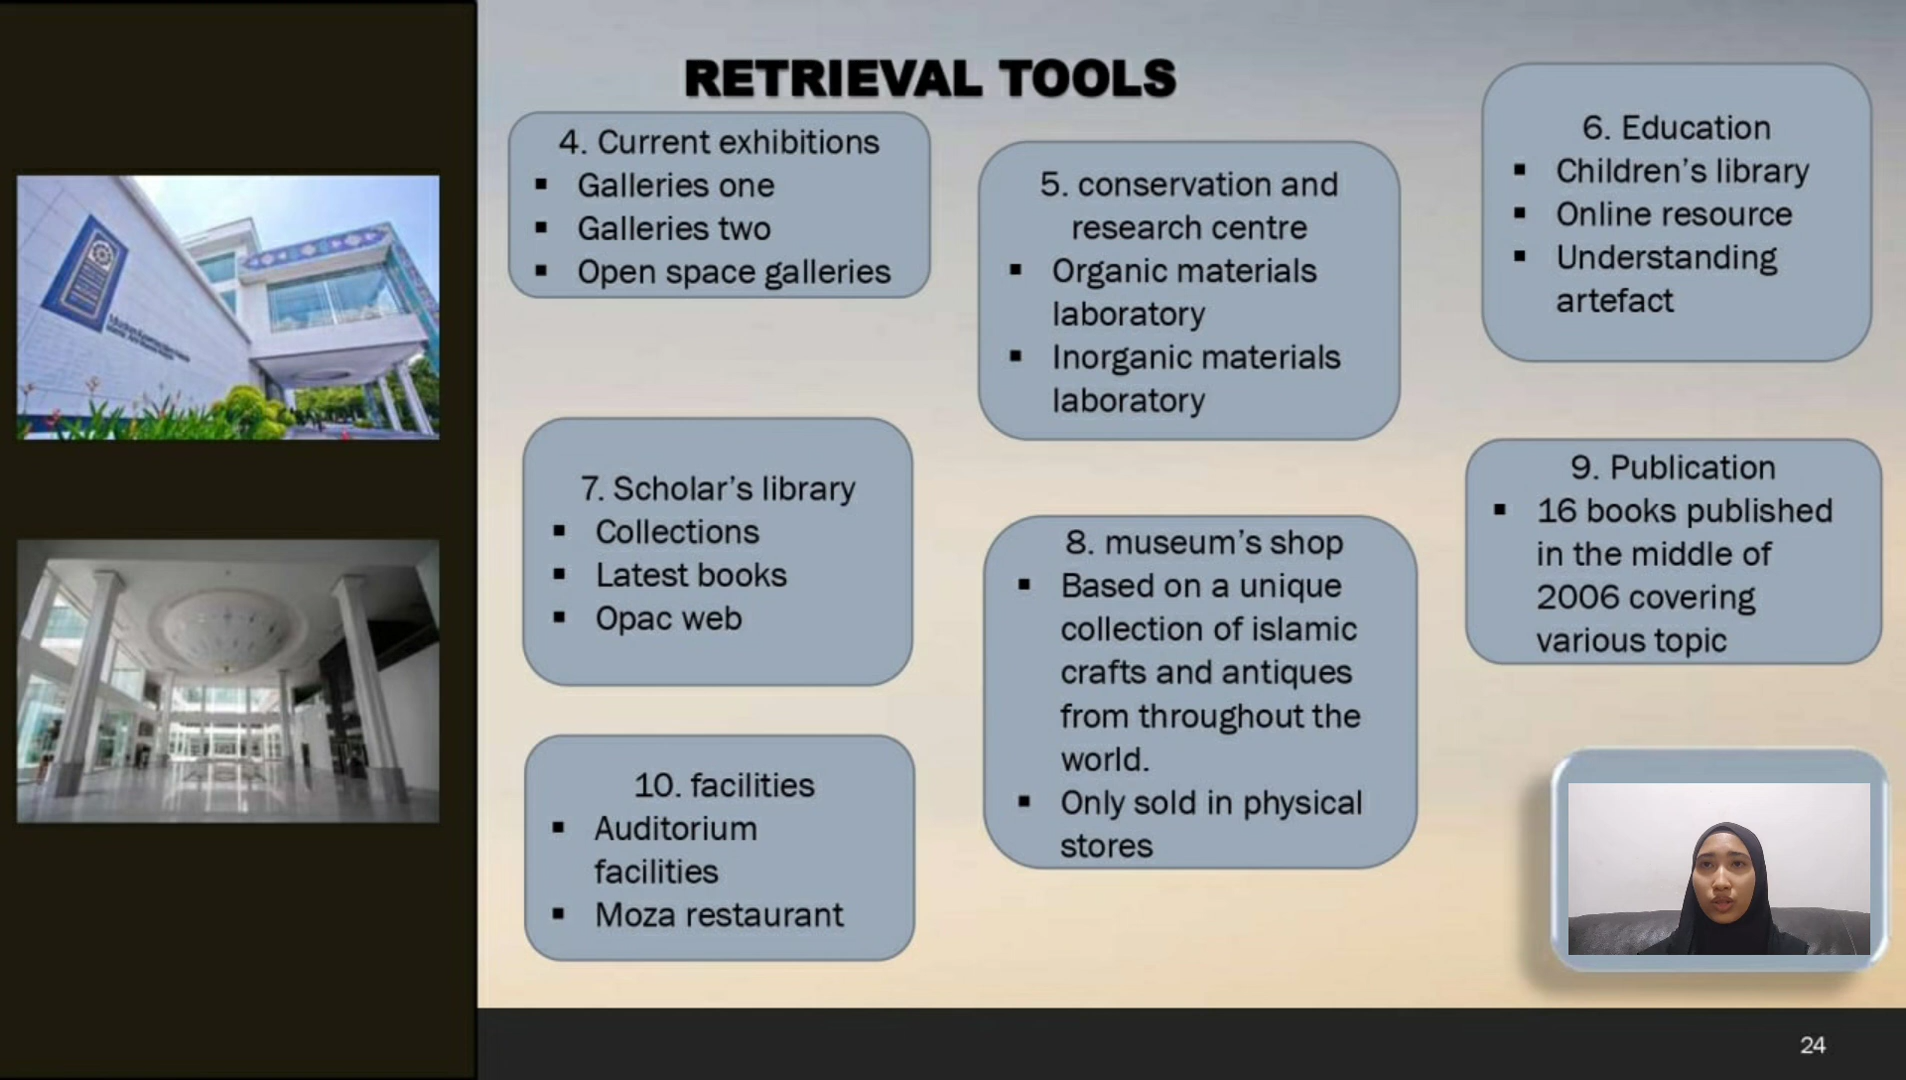 RETRIEVAL TOOLS
4. Current exhibitions
▪ Galleries one
▪ Galleries two
▪ Open space galleries
5. conservation and
research centre
▪ Organic materials
laboratory
▪ Inorganic materials
laboratory
6. Education
▪ Children’s library
▪ Online resource
▪ Understanding
artefact
7. Scholar’s library
▪ Collections
▪ Latest books
▪ Opac web
8. museum’s shop
▪ Based on a unique
collection of islamic
crafts and antiques
from throughout the
world.
▪ Only sold in physical
stores
9. Publication
▪ 16 books published
in the middle of
2006 covering
various topic
10. facilities
▪ Auditorium
facilities
▪ Moza restaurant
24